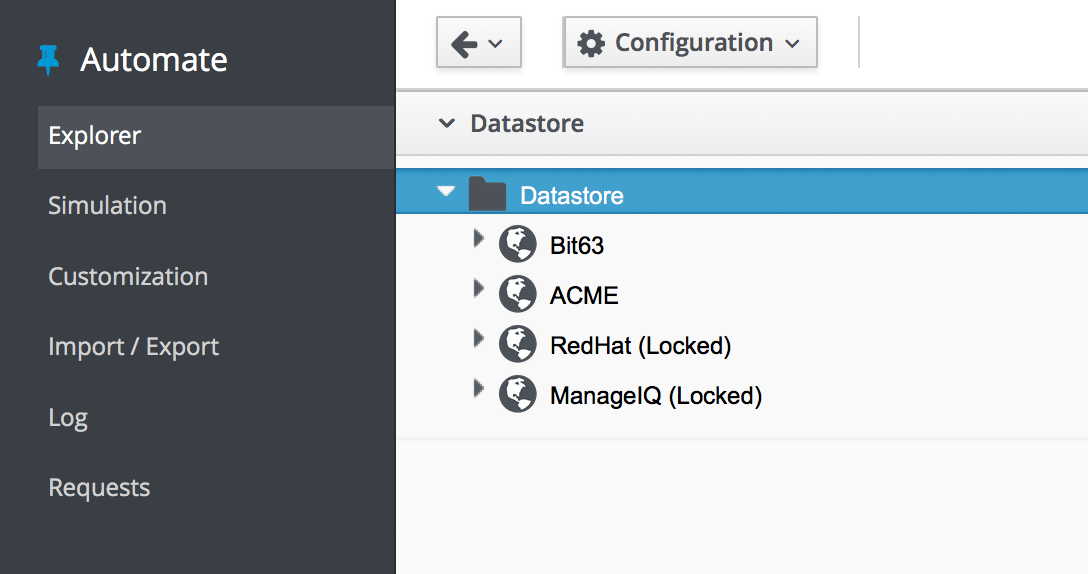 Automate
Explorer
Simulation
Customization
Import / Export
Log
Requests
Configuration
Datastore
Datastore
Bit63
ACME
RedHat (Locked)
ManageIQ (Locked)